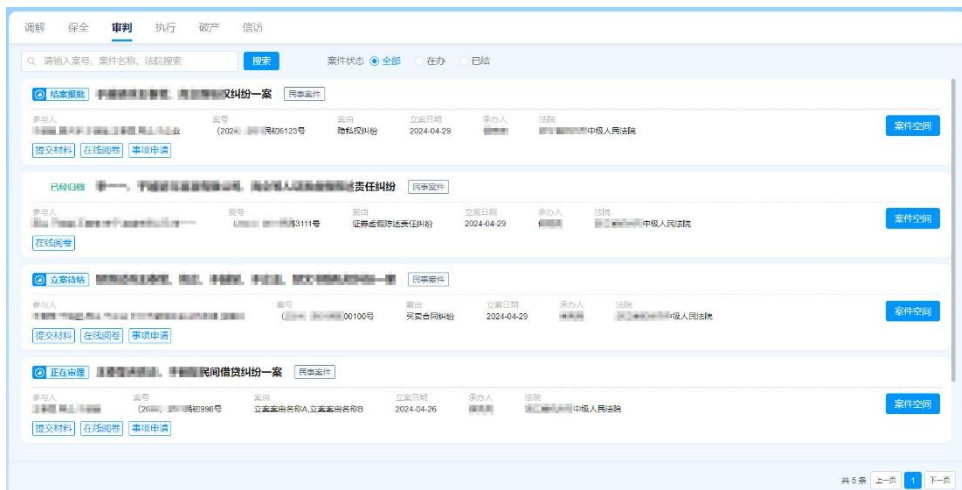 调解 保全 审判 执行 破产 信访
请输入案号、案件名称、法院搜索 搜索 案件状态 全部 在办 已结
结案报批 权纠纷一案 民事案件
参与人 案号 案由 立案日期 承办人 法院
(202 民初6123号 隐私权纠纷 2024-04-29 中级人民法院 案件空间
提交材料 在线阅卷 事项申请
已经归档 责任纠纷 民事案件
参与人 案号 案由 立案日期 承办人 法院
3111号 证券虚假陈述责任纠纷 2024-04-29 中级人民法院 案件空间
在线阅卷
立案待结 民事案件
参与人 案号 案由 立案日期 承办人 法院
00100号 买卖合同纠纷 2024-04-29 级人民法院 案件空间
提交材料 在线阅卷 事项申请
正在审理 民间借贷纠纷一案 民事案件
参与人 案号 案由 立案日期 承办人 法院
初998号 立案案由名称A,立案案由名称B 2024-04-26 中级人民法院 案件空间
提交材料 在线阅卷 事项申请
共 5 条 上一页 1 下一页